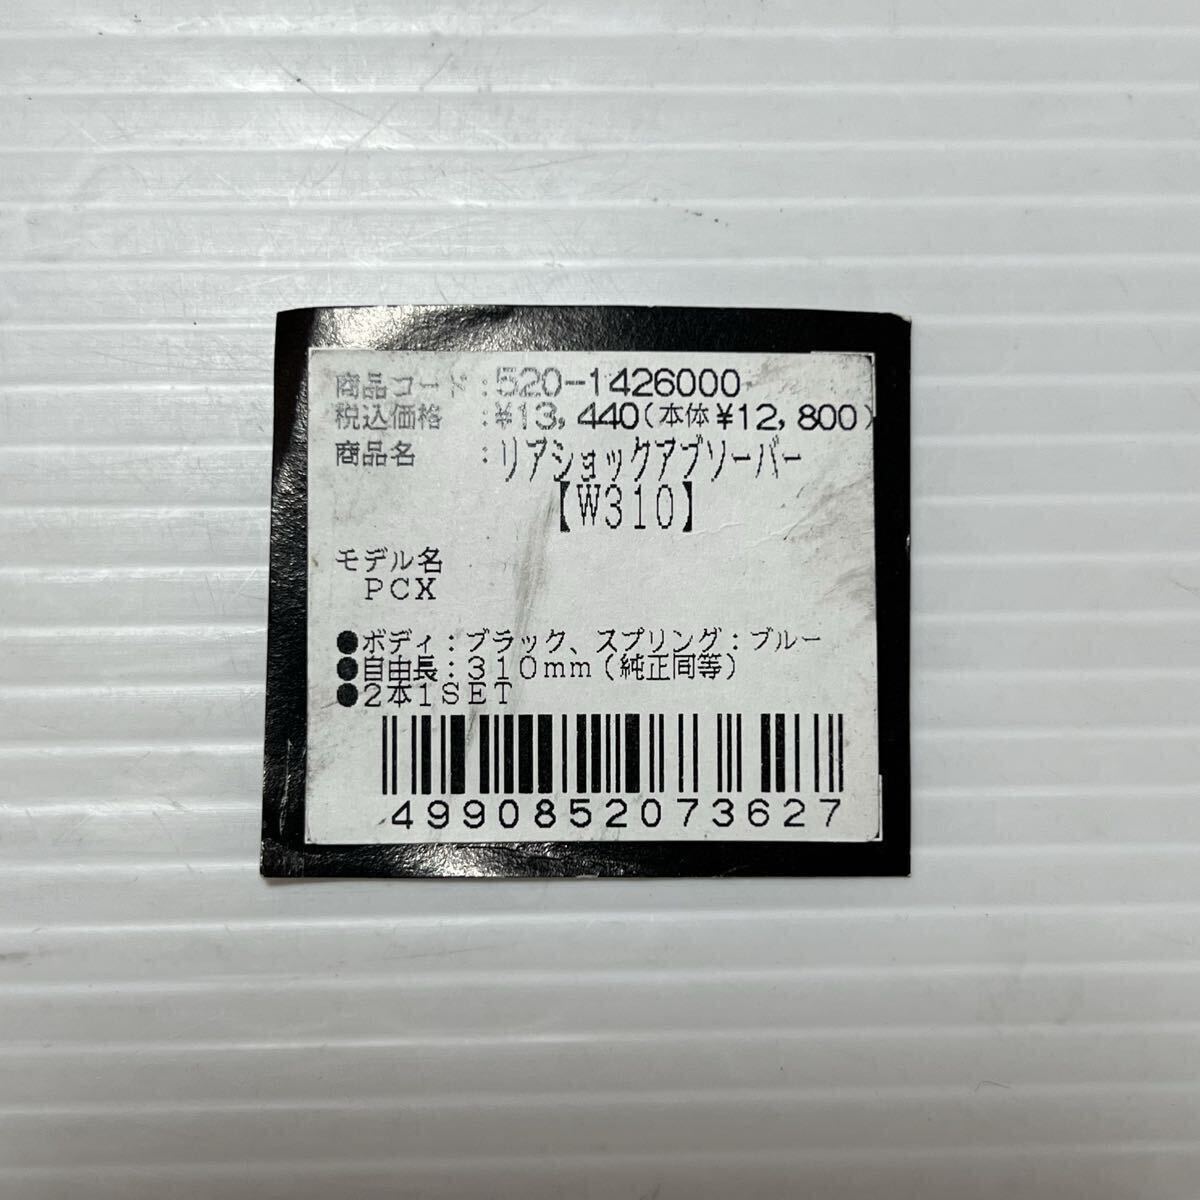 商品コード：520-1426000
税込価格：¥13,440(本体¥12,800)
商品名：リアショックアブソーバー
【W310】
モデル名
PCX
●ボディ：ブラック、スプリング：ブルー
●自由長：310mm(純正同等)
●2本1SET
4990852073627